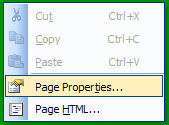 Cut Ctrl+X
Copy Ctrl+C
Paste Ctrl+V
Page Properties...
Page HTML...